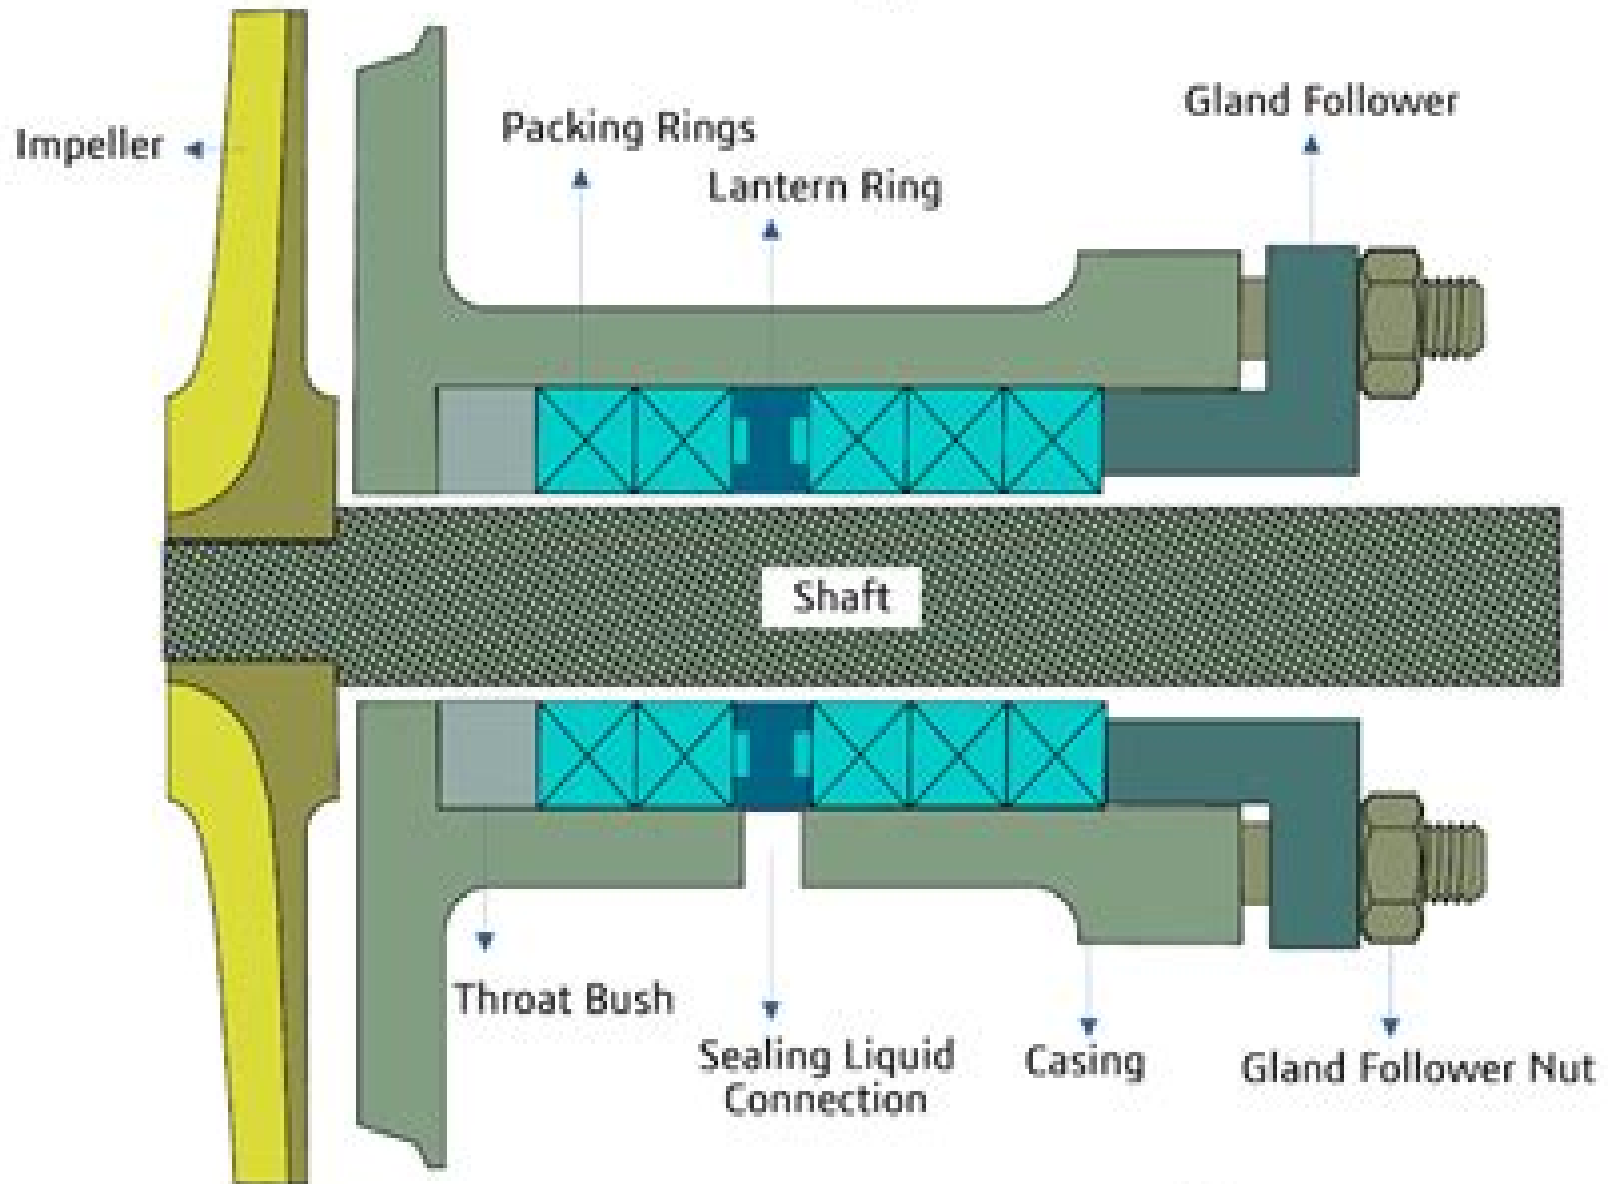 Gland Follower
Packing Rings
Impeller
Lantern Ring
Shaft
Throat Bush
Sealing Liquid
Connection
Casing
Gland Follower Nut